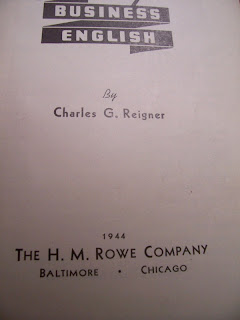 BUSINESS
ENGLISH
By
Charles G. Reigner
1944
THE H. M. ROWE COMPANY
BALTIMORE • CHICAGO